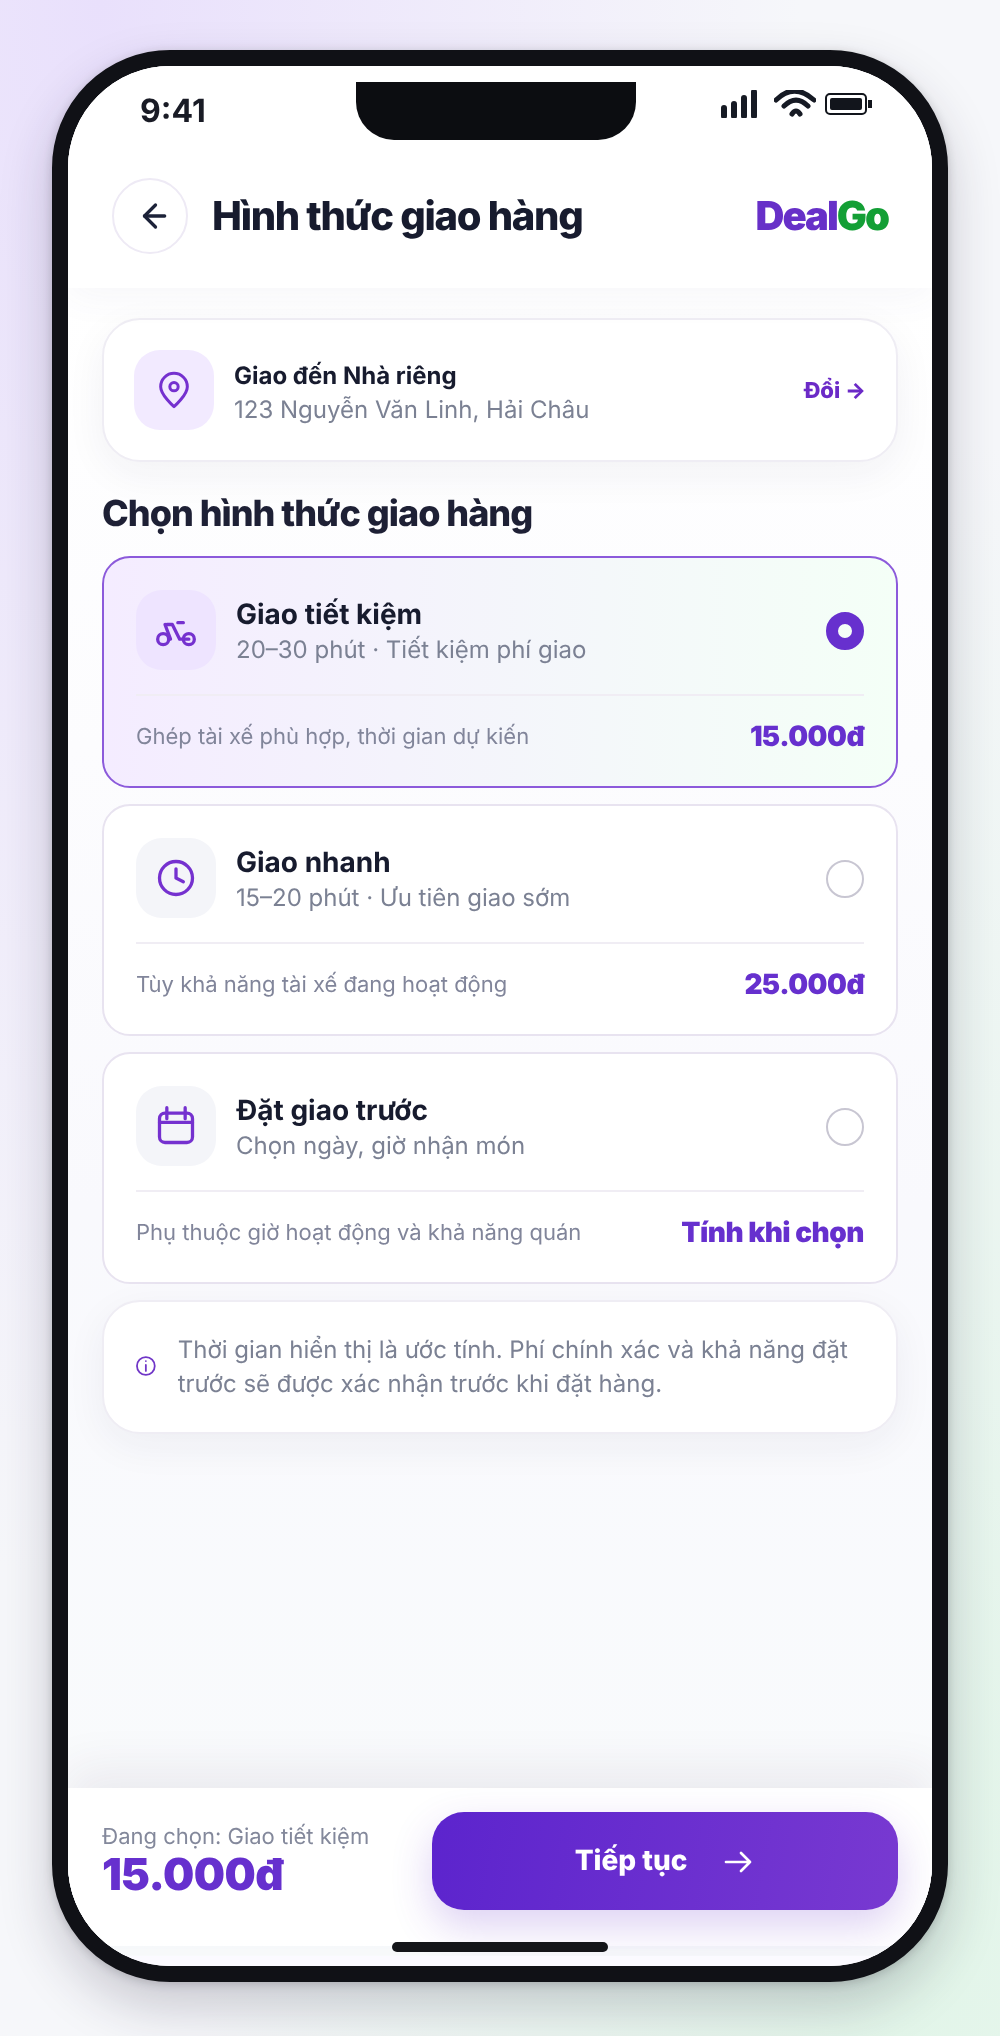 9:41
Hình thức giao hàng
DealGo
Giao đến Nhà riêng
123 Nguyễn Văn Linh, Hải Châu
Đổi →
Chọn hình thức giao hàng
Giao tiết kiệm
20–30 phút · Tiết kiệm phí giao
Ghép tài xế phù hợp, thời gian dự kiến
15.000đ
Giao nhanh
15–20 phút · Ưu tiên giao sớm
Tùy khả năng tài xế đang hoạt động
25.000đ
Đặt giao trước
Chọn ngày, giờ nhận món
Phụ thuộc giờ hoạt động và khả năng quán
Tính khi chọn
Thời gian hiển thị là ước tính. Phí chính xác và khả năng đặt
trước sẽ được xác nhận trước khi đặt hàng.
Đang chọn: Giao tiết kiệm
15.000đ
Tiếp tục →